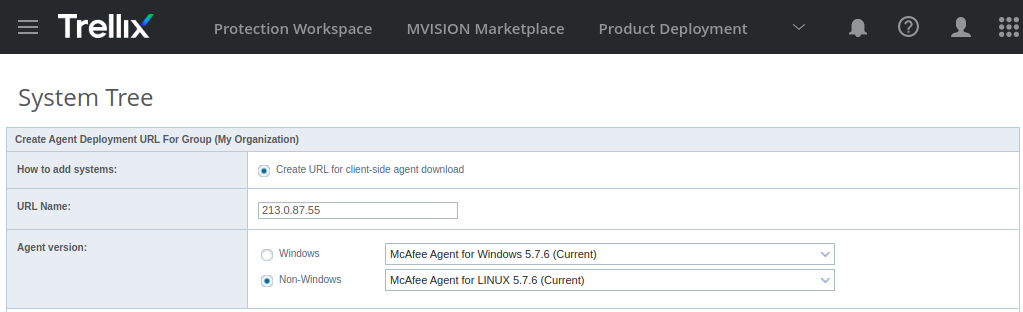 Trellix Protection Workspace MVISION Marketplace Product Deployment
System Tree
Create Agent Deployment URL For Group (My Organization)
How to add systems: Create URL for client-side agent download
URL Name: 213.0.87.55
Agent version: Windows McAfee Agent for Windows 5.7.6 (Current)
Non-Windows McAfee Agent for LINUX 5.7.6 (Current)